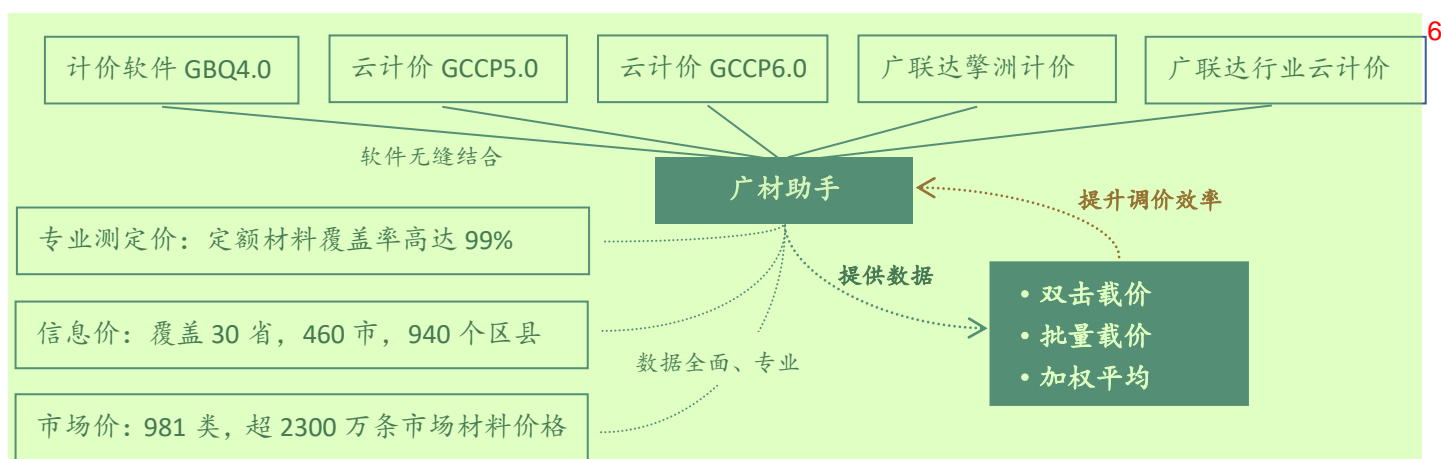 6
计价软件 GBQ4.0
云计价 GCCP5.0
云计价 GCCP6.0
广联达擎洲计价
广联达行业云计价
软件无缝结合
广材助手
提升调价效率
专业测定价：定额材料覆盖率高达 99%
提供数据
• 双击载价
• 批量载价
• 加权平均
信息价：覆盖 30 省，460 市，940 个区县
数据全面、专业
市场价：981 类，超 2300 万条市场材料价格